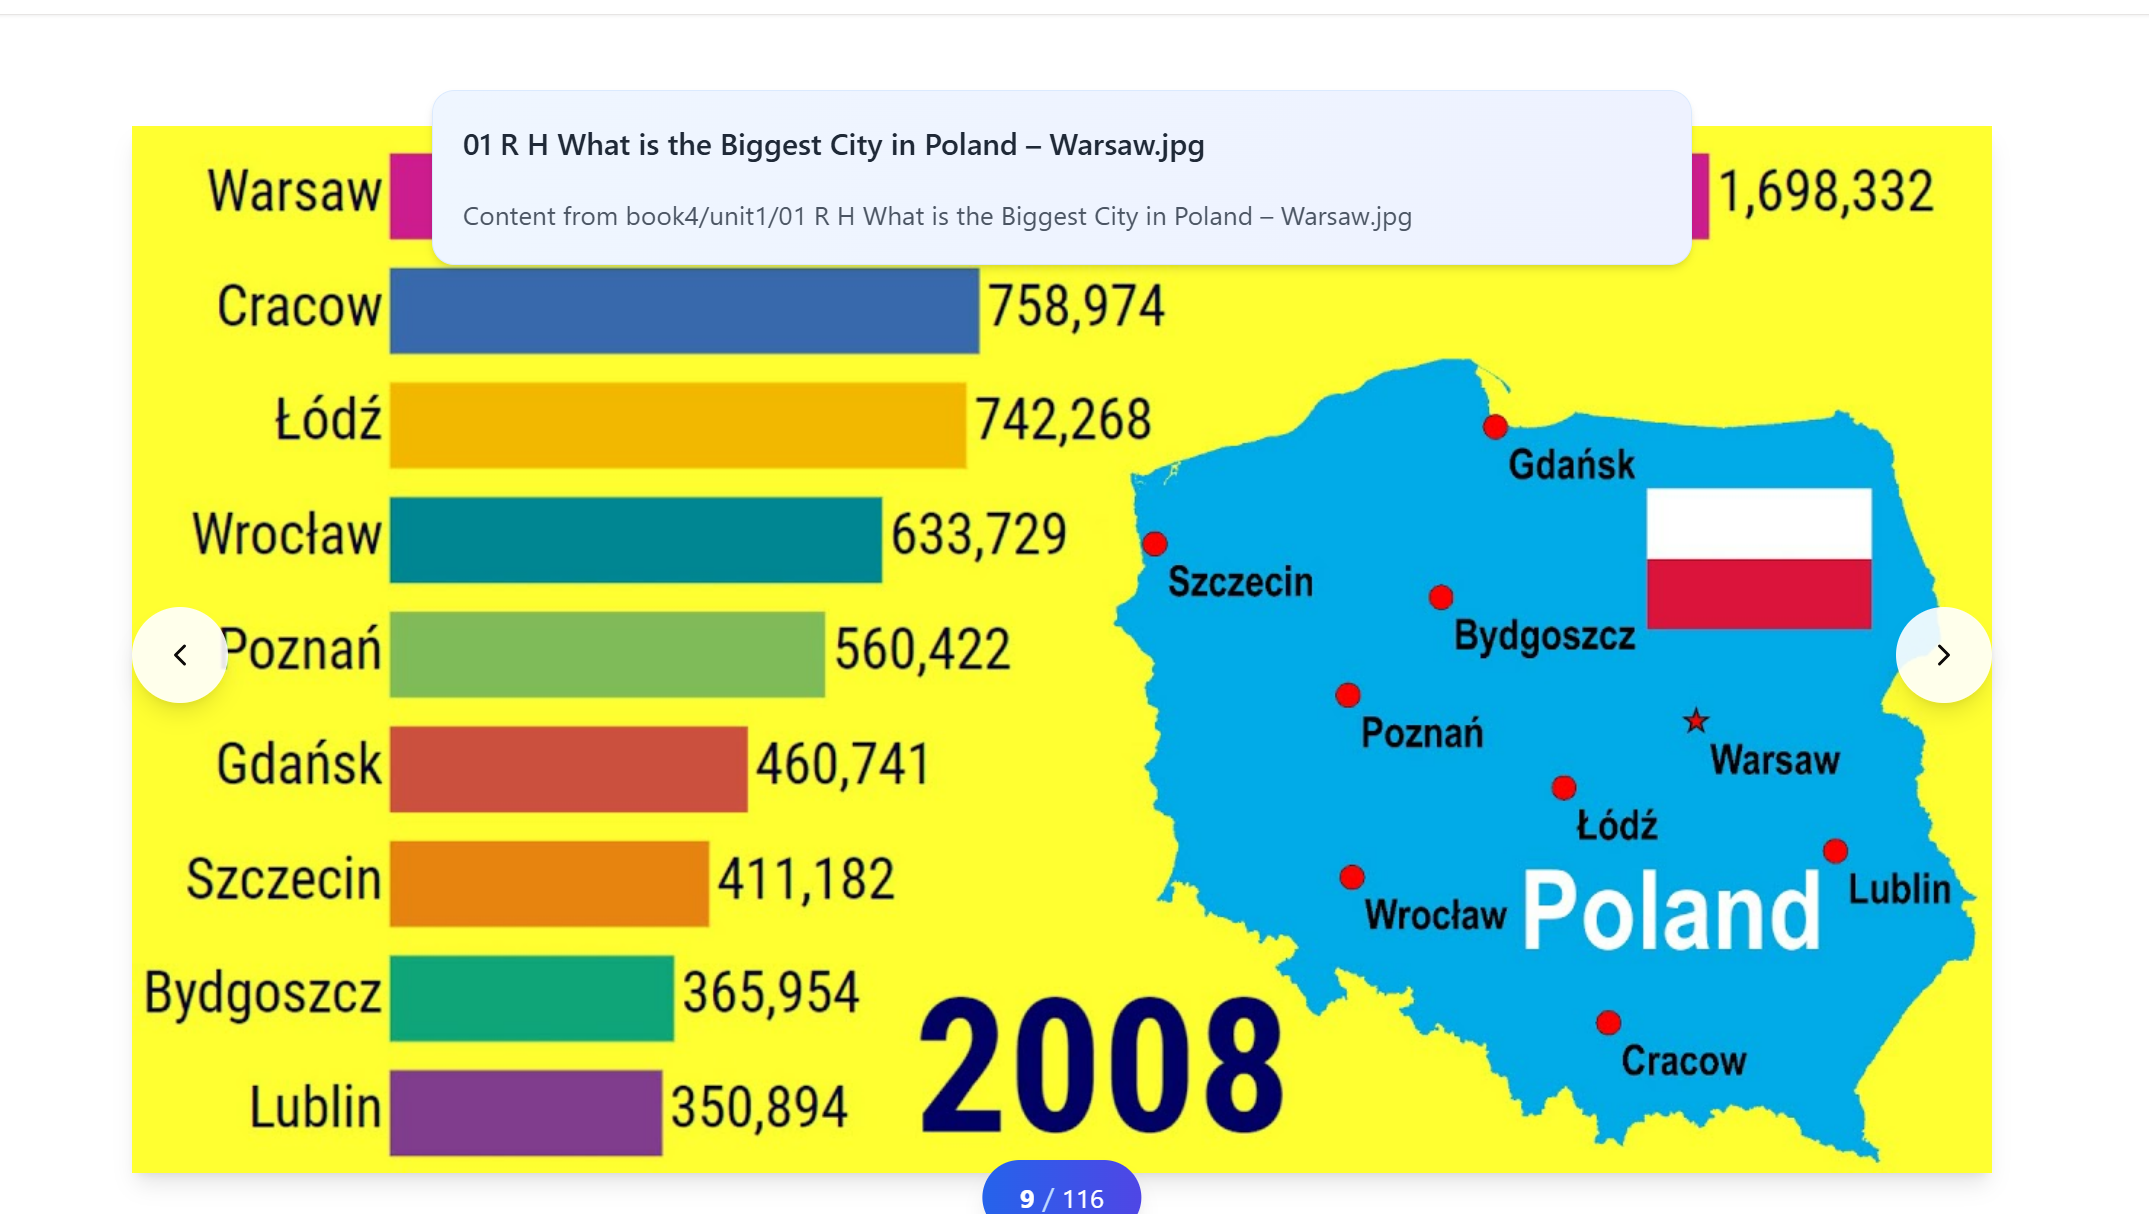 01 R H What is the Biggest City in Poland – Warsaw.jpg
Content from book4/unit1/01 R H What is the Biggest City in Poland – Warsaw.jpg
Warsaw 1,698,332
Cracow 758,974
Łódź 742,268
Wrocław 633,729
Poznań 560,422
Gdańsk 460,741
Szczecin 411,182
Bydgoszcz 365,954
Lublin 350,894
2008
Gdańsk
Szczecin
Bydgoszcz
Poznań
Warsaw
Łódź
Lublin
Wrocław
Poland
Cracow
9 / 116